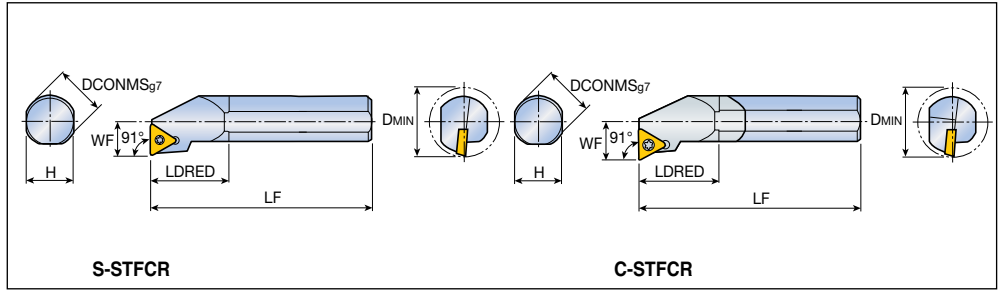 DCONMSg7
WF
91°
H
LDRED
LF
DMIN
S-STFCR
DCONMSg7
WF
91°
H
LDRED
LF
DMIN
C-STFCR